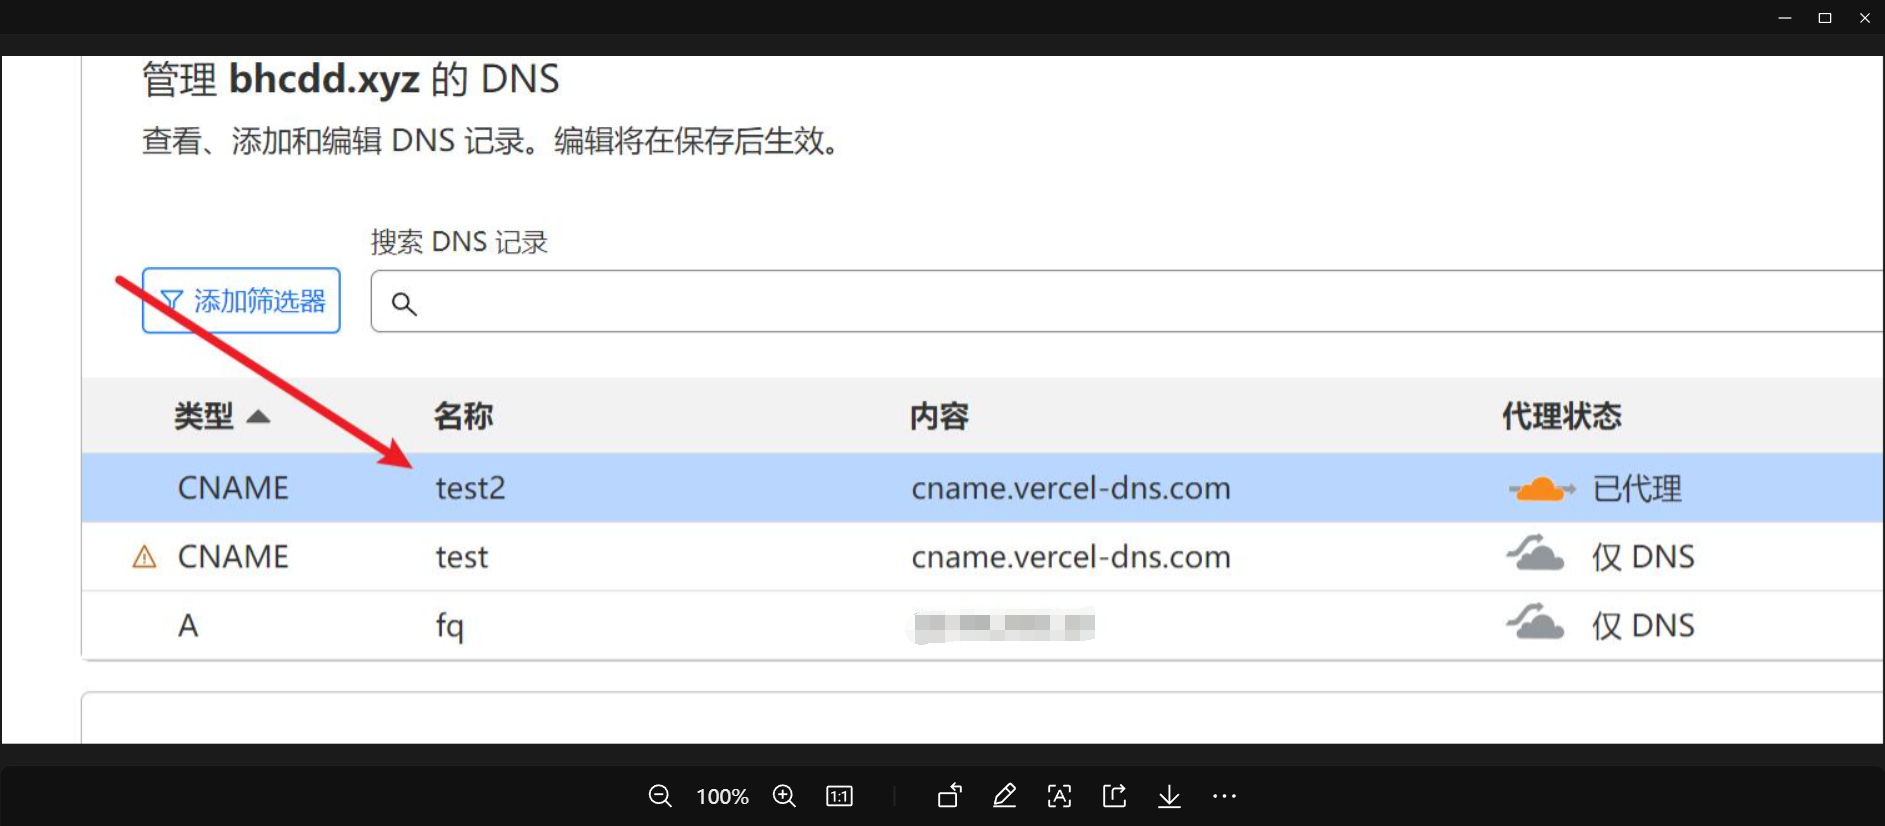 管理 bhcdd.xyz 的 DNS
查看、添加和编辑 DNS 记录。编辑将在保存后生效。
搜索 DNS 记录
添加筛选器
类型 名称 内容 代理状态
CNAME test2 cname.vercel-dns.com 已代理
CNAME test cname.vercel-dns.com 仅 DNS
A fq 仅 DNS
100% 1:1